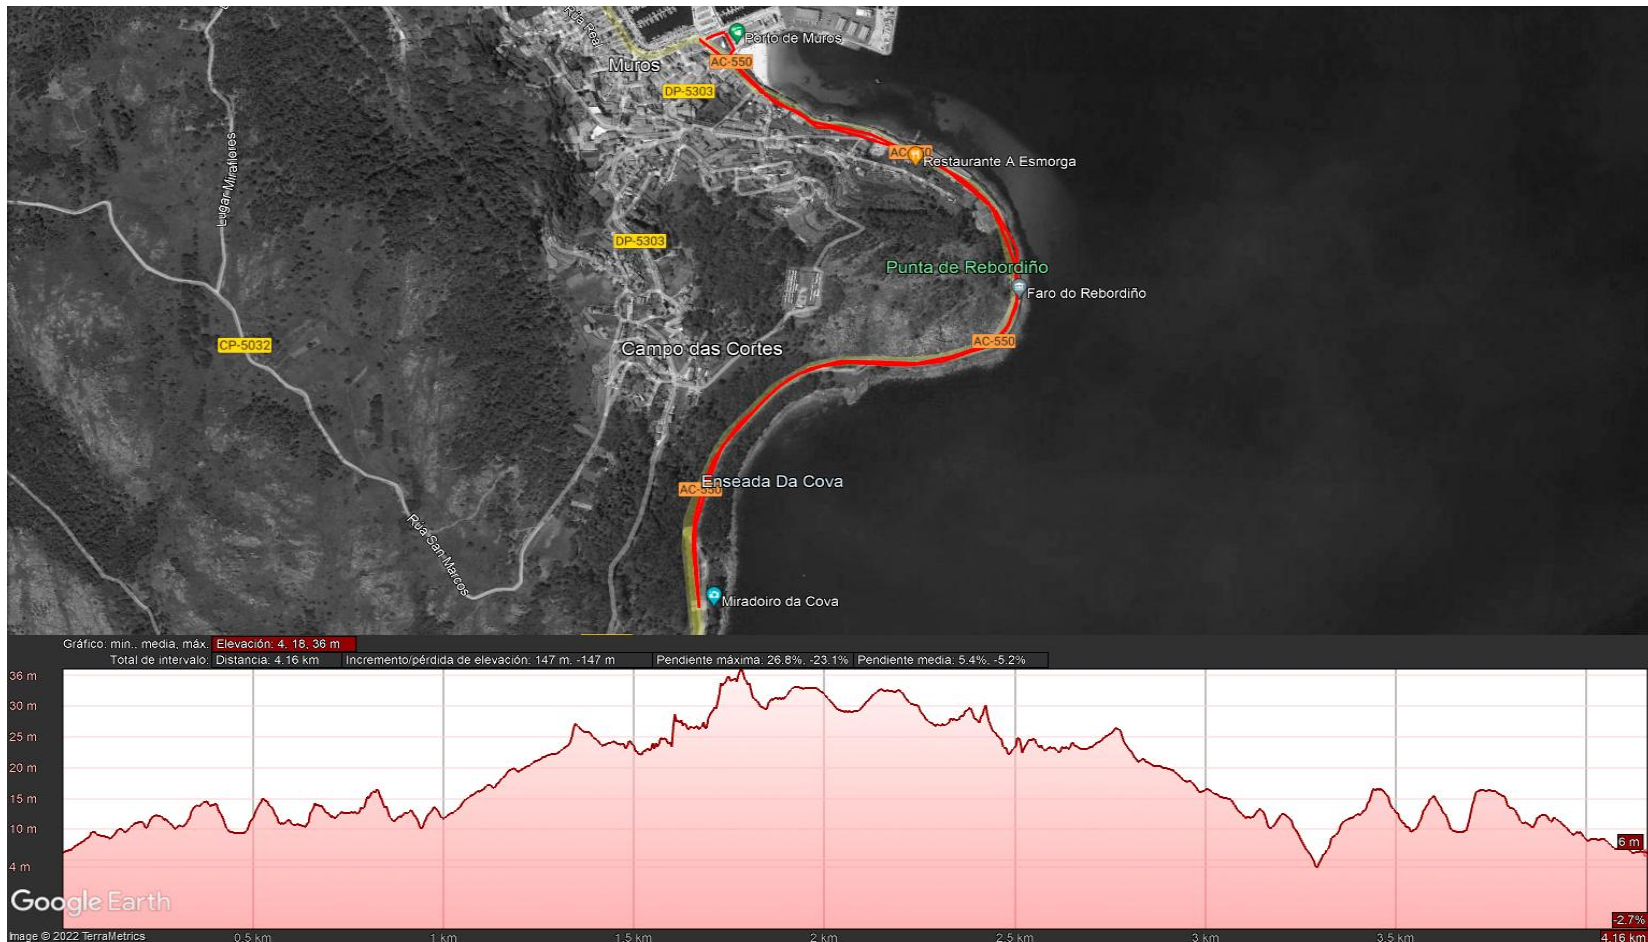 Rúa Real
Porto de Muros
Muros
AC-550
DP-5303
Lugar Miraflores
Restaurante A Esmorga
DP-5303
Punta de Rebordiño
Faro do Rebordiño
CP-5032
AC-550
Campo das Cortes
Enseada Da Cova
AC-550
Rúa San Marcos
Miradoiro da Cova
Gráfico: min., media, máx. Elevación: 4, 18, 36 m
Total de intervalo: Distancia: 4.16 km Incremento/pérdida de elevación: 147 m, -147 m Pendiente máxima: 26.8%, -23.1% Pendiente media: 5.4%, -5.2%
36 m
30 m
25 m
20 m
15 m
10 m
6 m
4 m
Google Earth
-2.7%
Image © 2022 TerraMetrics
0.5 km 1 km 1.5 km 2 km 2.5 km 3 km 3.5 km 4.16 km